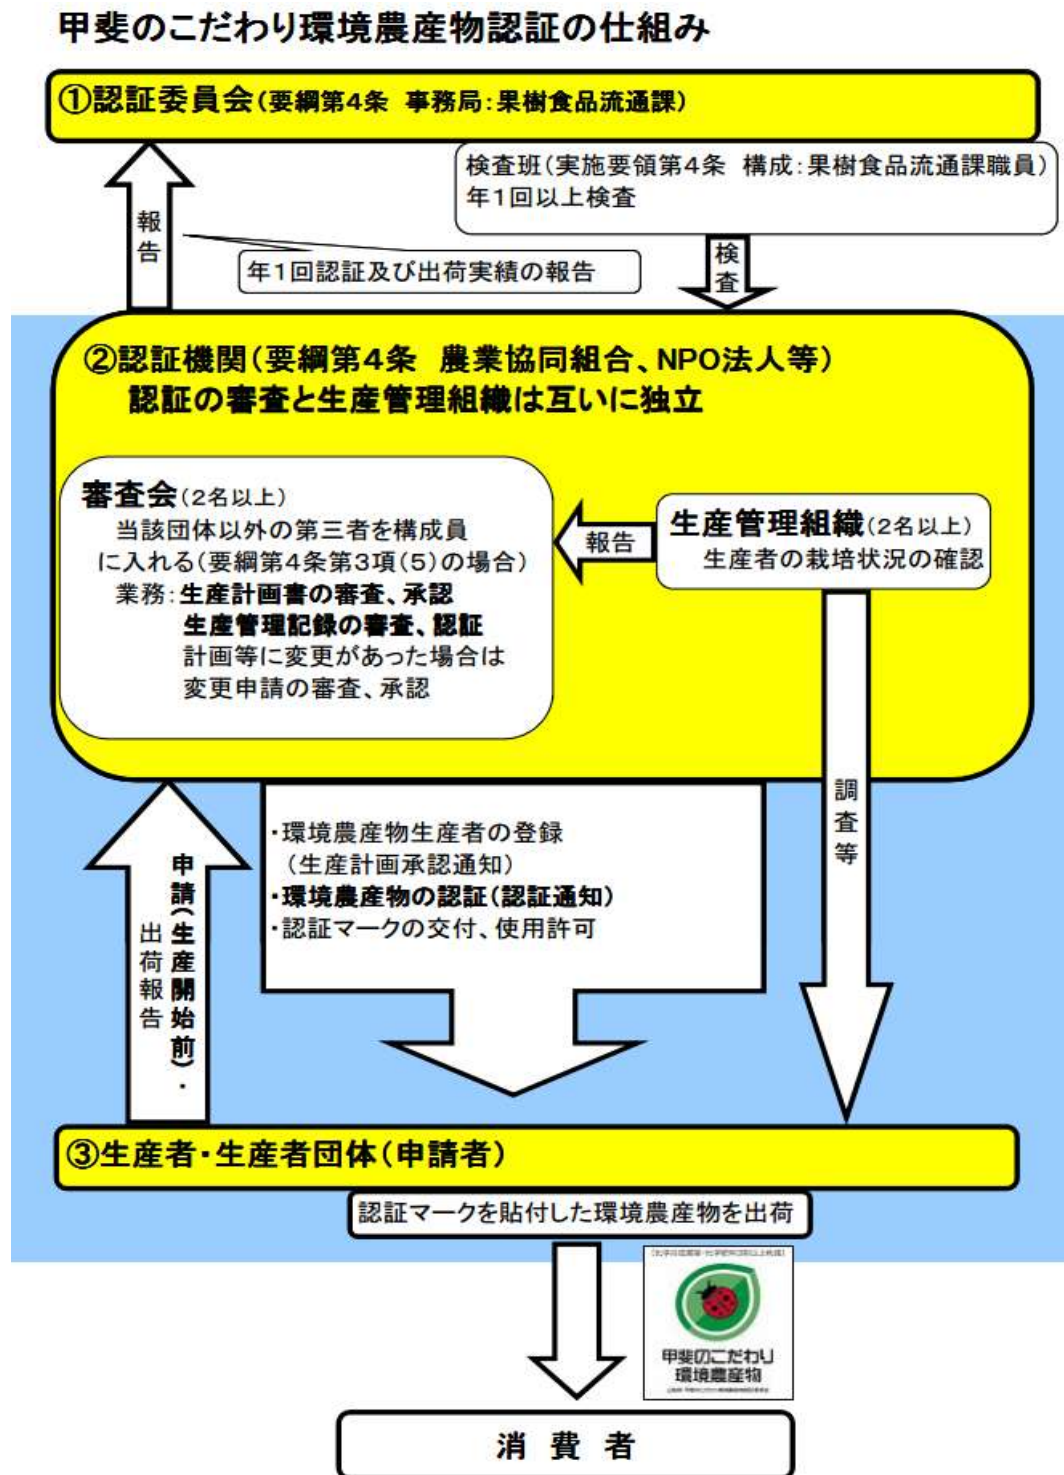 甲斐のこだわり環境農産物認証の仕組み
①認証委員会(要綱第4条 事務局:果樹食品流通課)
検査班(実施要領第4条 構成:果樹食品流通課職員)
年1回以上検査
報告
年1回認証及び出荷実績の報告
検査
②認証機関(要綱第4条 農業協同組合、NPO法人等)
認証の審査と生産管理組織は互いに独立
審査会(2名以上)
当該団体以外の第三者を構成員
に入れる(要綱第4条第3項(5)の場合)
業務:生産計画書の審査、承認
生産管理記録の審査、認証
計画等に変更があった場合は
変更申請の審査、承認
報告
生産管理組織(2名以上)
生産者の栽培状況の確認
調査等
申請(生産開始前)・
出荷報告
・環境農産物生産者の登録
(生産計画承認通知)
・環境農産物の認証(認証通知)
・認証マークの交付、使用許可
③生産者・生産者団体(申請者)
認証マークを貼付した環境農産物を出荷
甲斐のこだわり
環境農産物
消費者